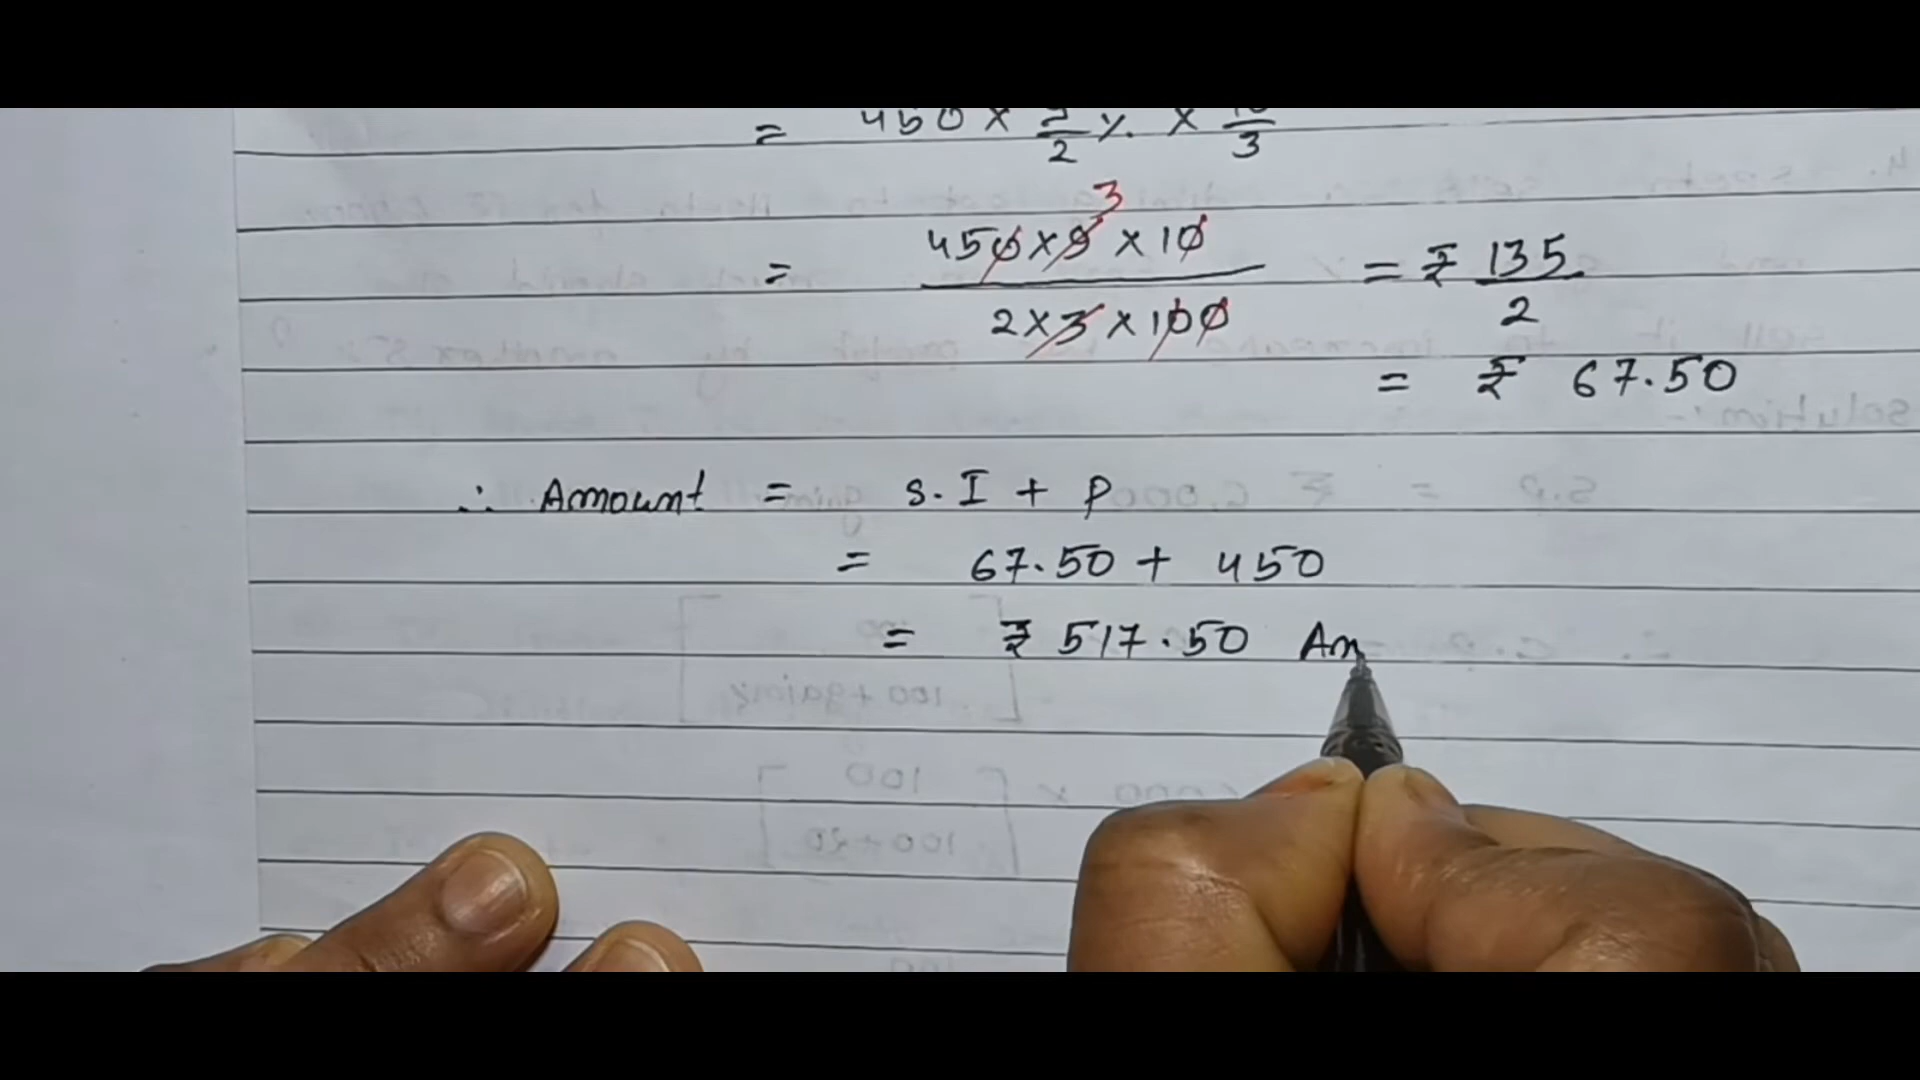 = 450 × 9/2 % × 10/3
3
= 450 × 9 × 10 / 2 × 3 × 100 = ₹ 135/2
= ₹ 67.50
∴ Amount = S.I + P
= 67.50 + 450
= ₹ 517.50 An